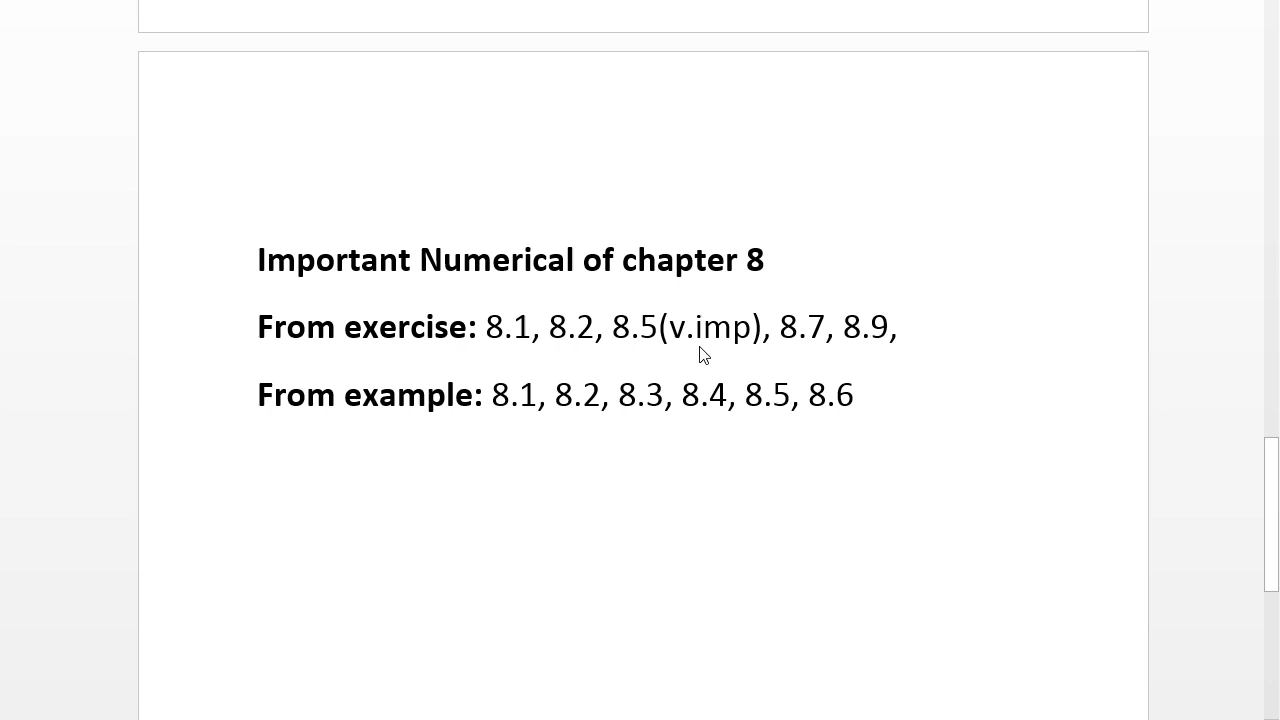 Important Numerical of chapter 8
From exercise: 8.1, 8.2, 8.5(v.imp), 8.7, 8.9,
From example: 8.1, 8.2, 8.3, 8.4, 8.5, 8.6